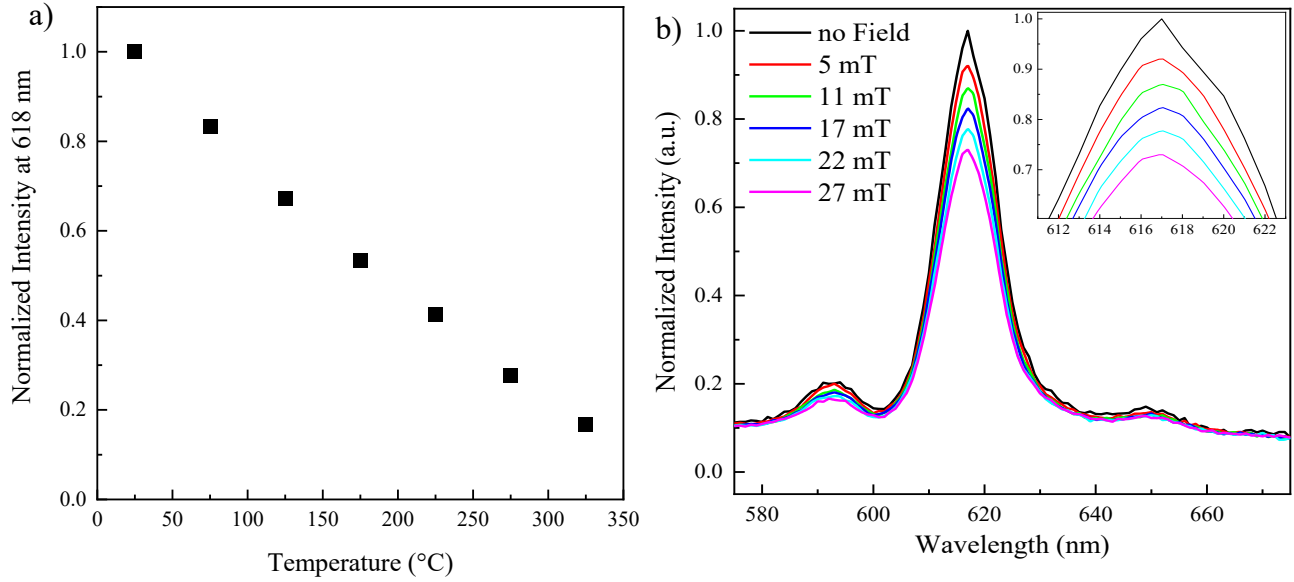 a)
Normalized Intensity at 618 nm
1.0
0.8
0.6
0.4
0.2
0.0
0 50 100 150 200 250 300 350
Temperature (°C)
b)
Normalized Intensity (a.u.)
1.0
0.8
0.6
0.4
0.2
0.0
no Field
5 mT
11 mT
17 mT
22 mT
27 mT
1.0
0.9
0.8
0.7
612 614 616 618 620 622
580 600 620 640 660
Wavelength (nm)